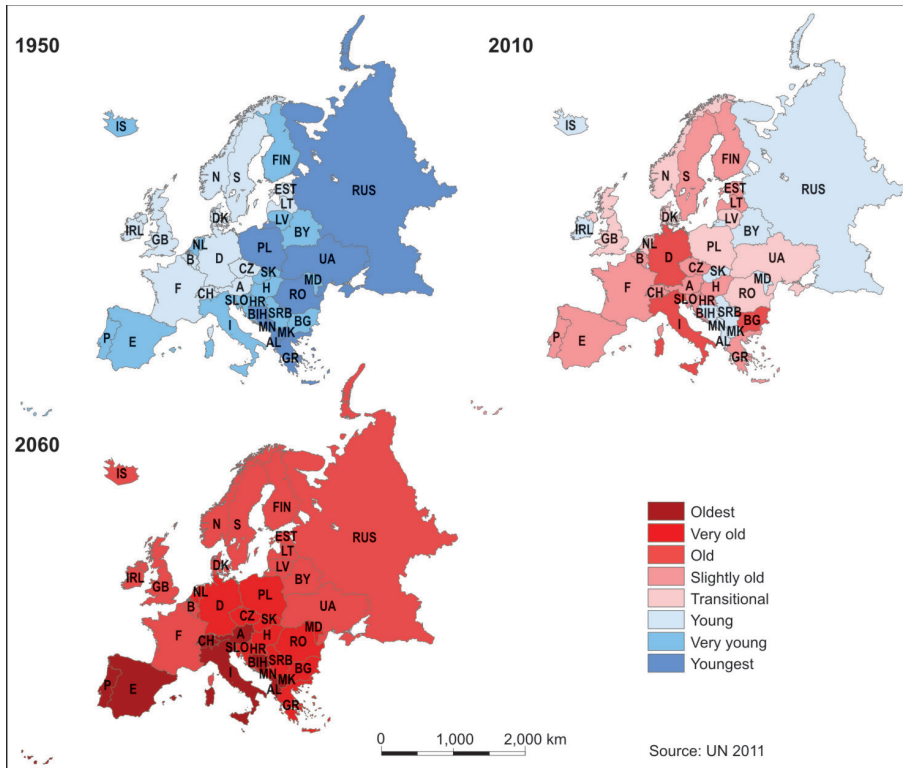 1950
IS
FIN
N
S
RUS
EST
LT
DK
LV
IRL
BY
GB
NL
PL
B
D
UA
CZ
SK
MD
F
A
H
CH
RO
SLO HR
BIH SRB
I
MN
BG
MK
P
E
AL
GR
2010
IS
FIN
N
S
RUS
EST
LT
DK
LV
IRL
BY
GB
NL
PL
B
D
UA
CZ
SK
MD
F
A
H
CH
RO
SLO HR
BIH SRB
I
MN
BG
MK
P
E
AL
GR
2060
IS
FIN
N
S
EST
RUS
LT
DK
LV
IRL
BY
GB
NL
PL
B
D
UA
CZ
SK
MD
F
A
H
CH
RO
SLO HR
BIH SRB
I
MN
BG
MK
P
E
AL
GR
Oldest
Very old
Old
Slightly old
Transitional
Young
Very young
Youngest
0 1,000 2,000 km
Source: UN 2011